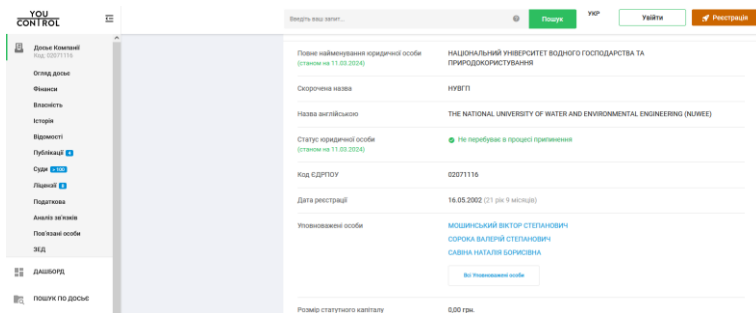 YOU
CONTROL
Введіть ваш запит...
Пошук
УКР
Увійти
Реєстрація
Досьє Компанії
Код: 02071116
Огляд досьє
Фінанси
Власність
Історія
Відомості
Публікації
Суди > 100
Ліцензії
Податкова
Аналіз зв'язків
Пов'язані особи
ЗЕД
ДАШБОРД
ПОШУК ПО ДОСЬЄ
Повне найменування юридичної особи
(станом на 11.03.2024)
НАЦІОНАЛЬНИЙ УНІВЕРСИТЕТ ВОДНОГО ГОСПОДАРСТВА ТА
ПРИРОДОКОРИСТУВАННЯ
Скорочена назва
НУВГП
Назва англійською
THE NATIONAL UNIVERSITY OF WATER AND ENVIRONMENTAL ENGINEERING (NUWEE)
Статус юридичної особи
(станом на 11.03.2024)
Не перебуває в процесі припинення
Код ЄДРПОУ
02071116
Дата реєстрації
16.05.2002 (21 рік 9 місяців)
Уповноважені особи
МОШИНСЬКИЙ ВІКТОР СТЕПАНОВИЧ
СОРОКА ВАЛЕРІЙ СТЕПАНОВИЧ
САВІНА НАТАЛІЯ БОРИСІВНА
Всі Уповноважені особи
Розмір статутного капіталу
0,00 грн.